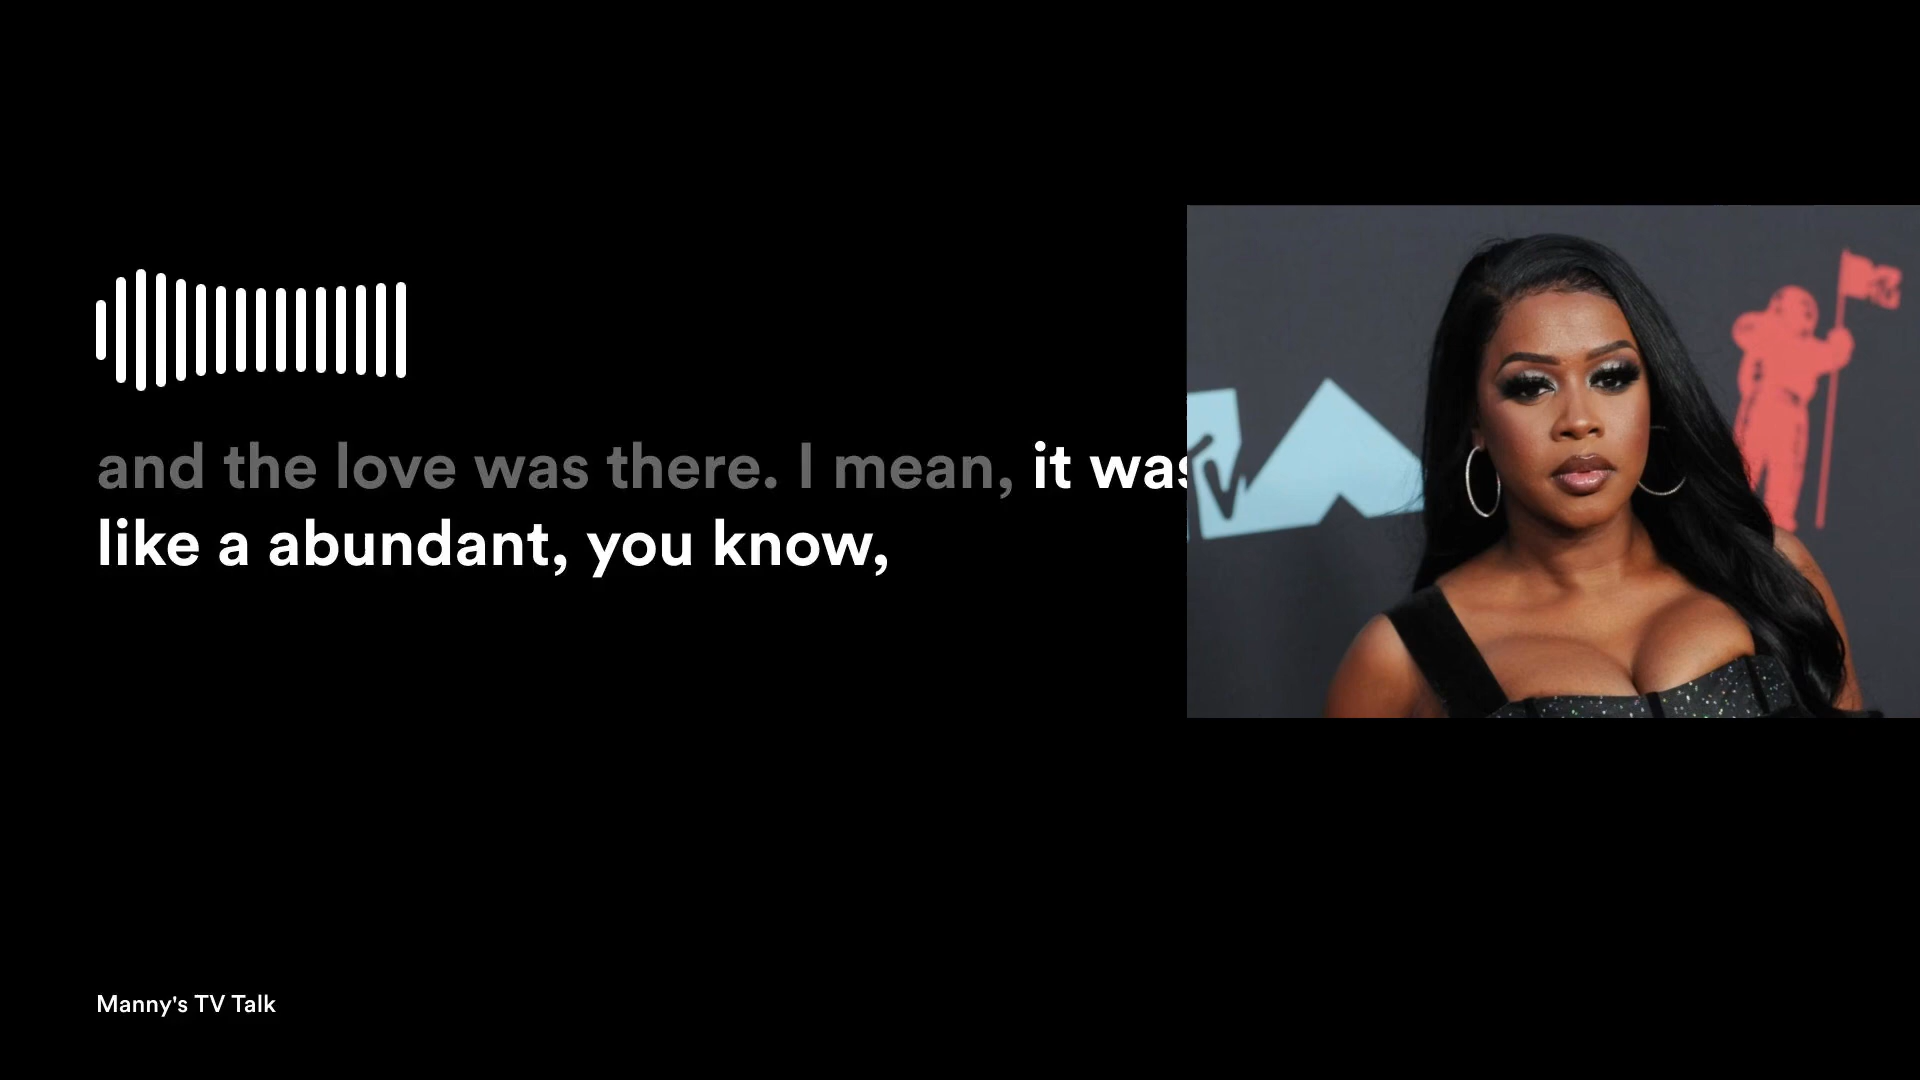 and the love was there. I mean, it was
like a abundant, you know,
Manny's TV Talk